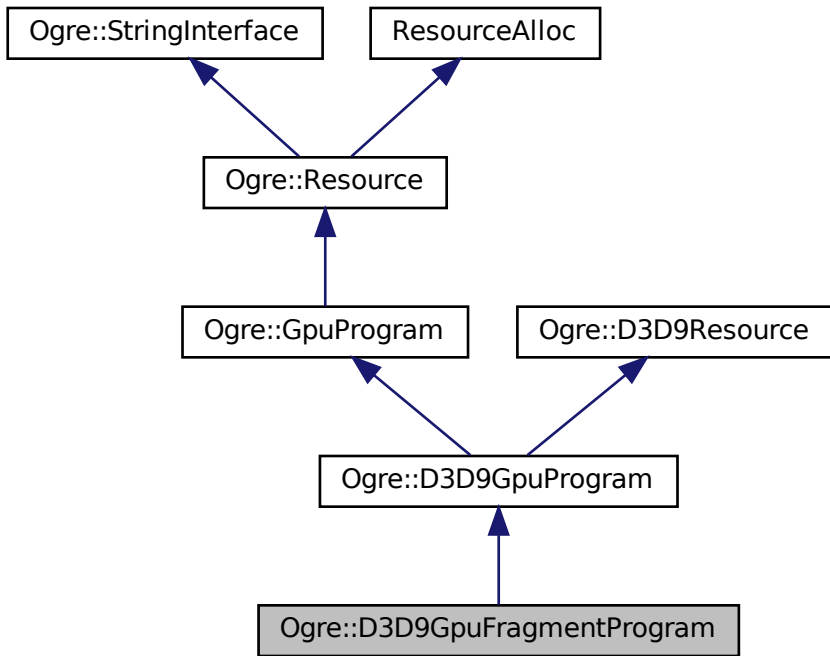 Ogre::StringInterface
ResourceAlloc
Ogre::Resource
Ogre::GpuProgram
Ogre::D3D9Resource
Ogre::D3D9GpuProgram
Ogre::D3D9GpuFragmentProgram